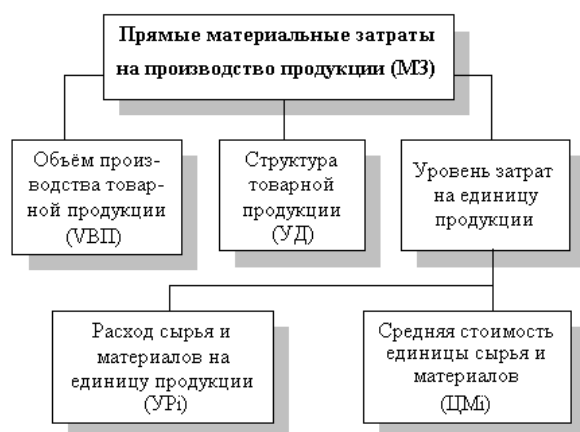 Прямые материальные затраты
на производство продукции (МЗ)
Объём произ-
водства товар-
ной продукции
(VВП)
Структура
товарной
продукции
(УД)
Уровень затрат
на единицу
продукции
Расход сырья и
материалов на
единицу продукции
(УРi)
Средняя стоимость
единицы сырья и
материалов
(ЦМi)